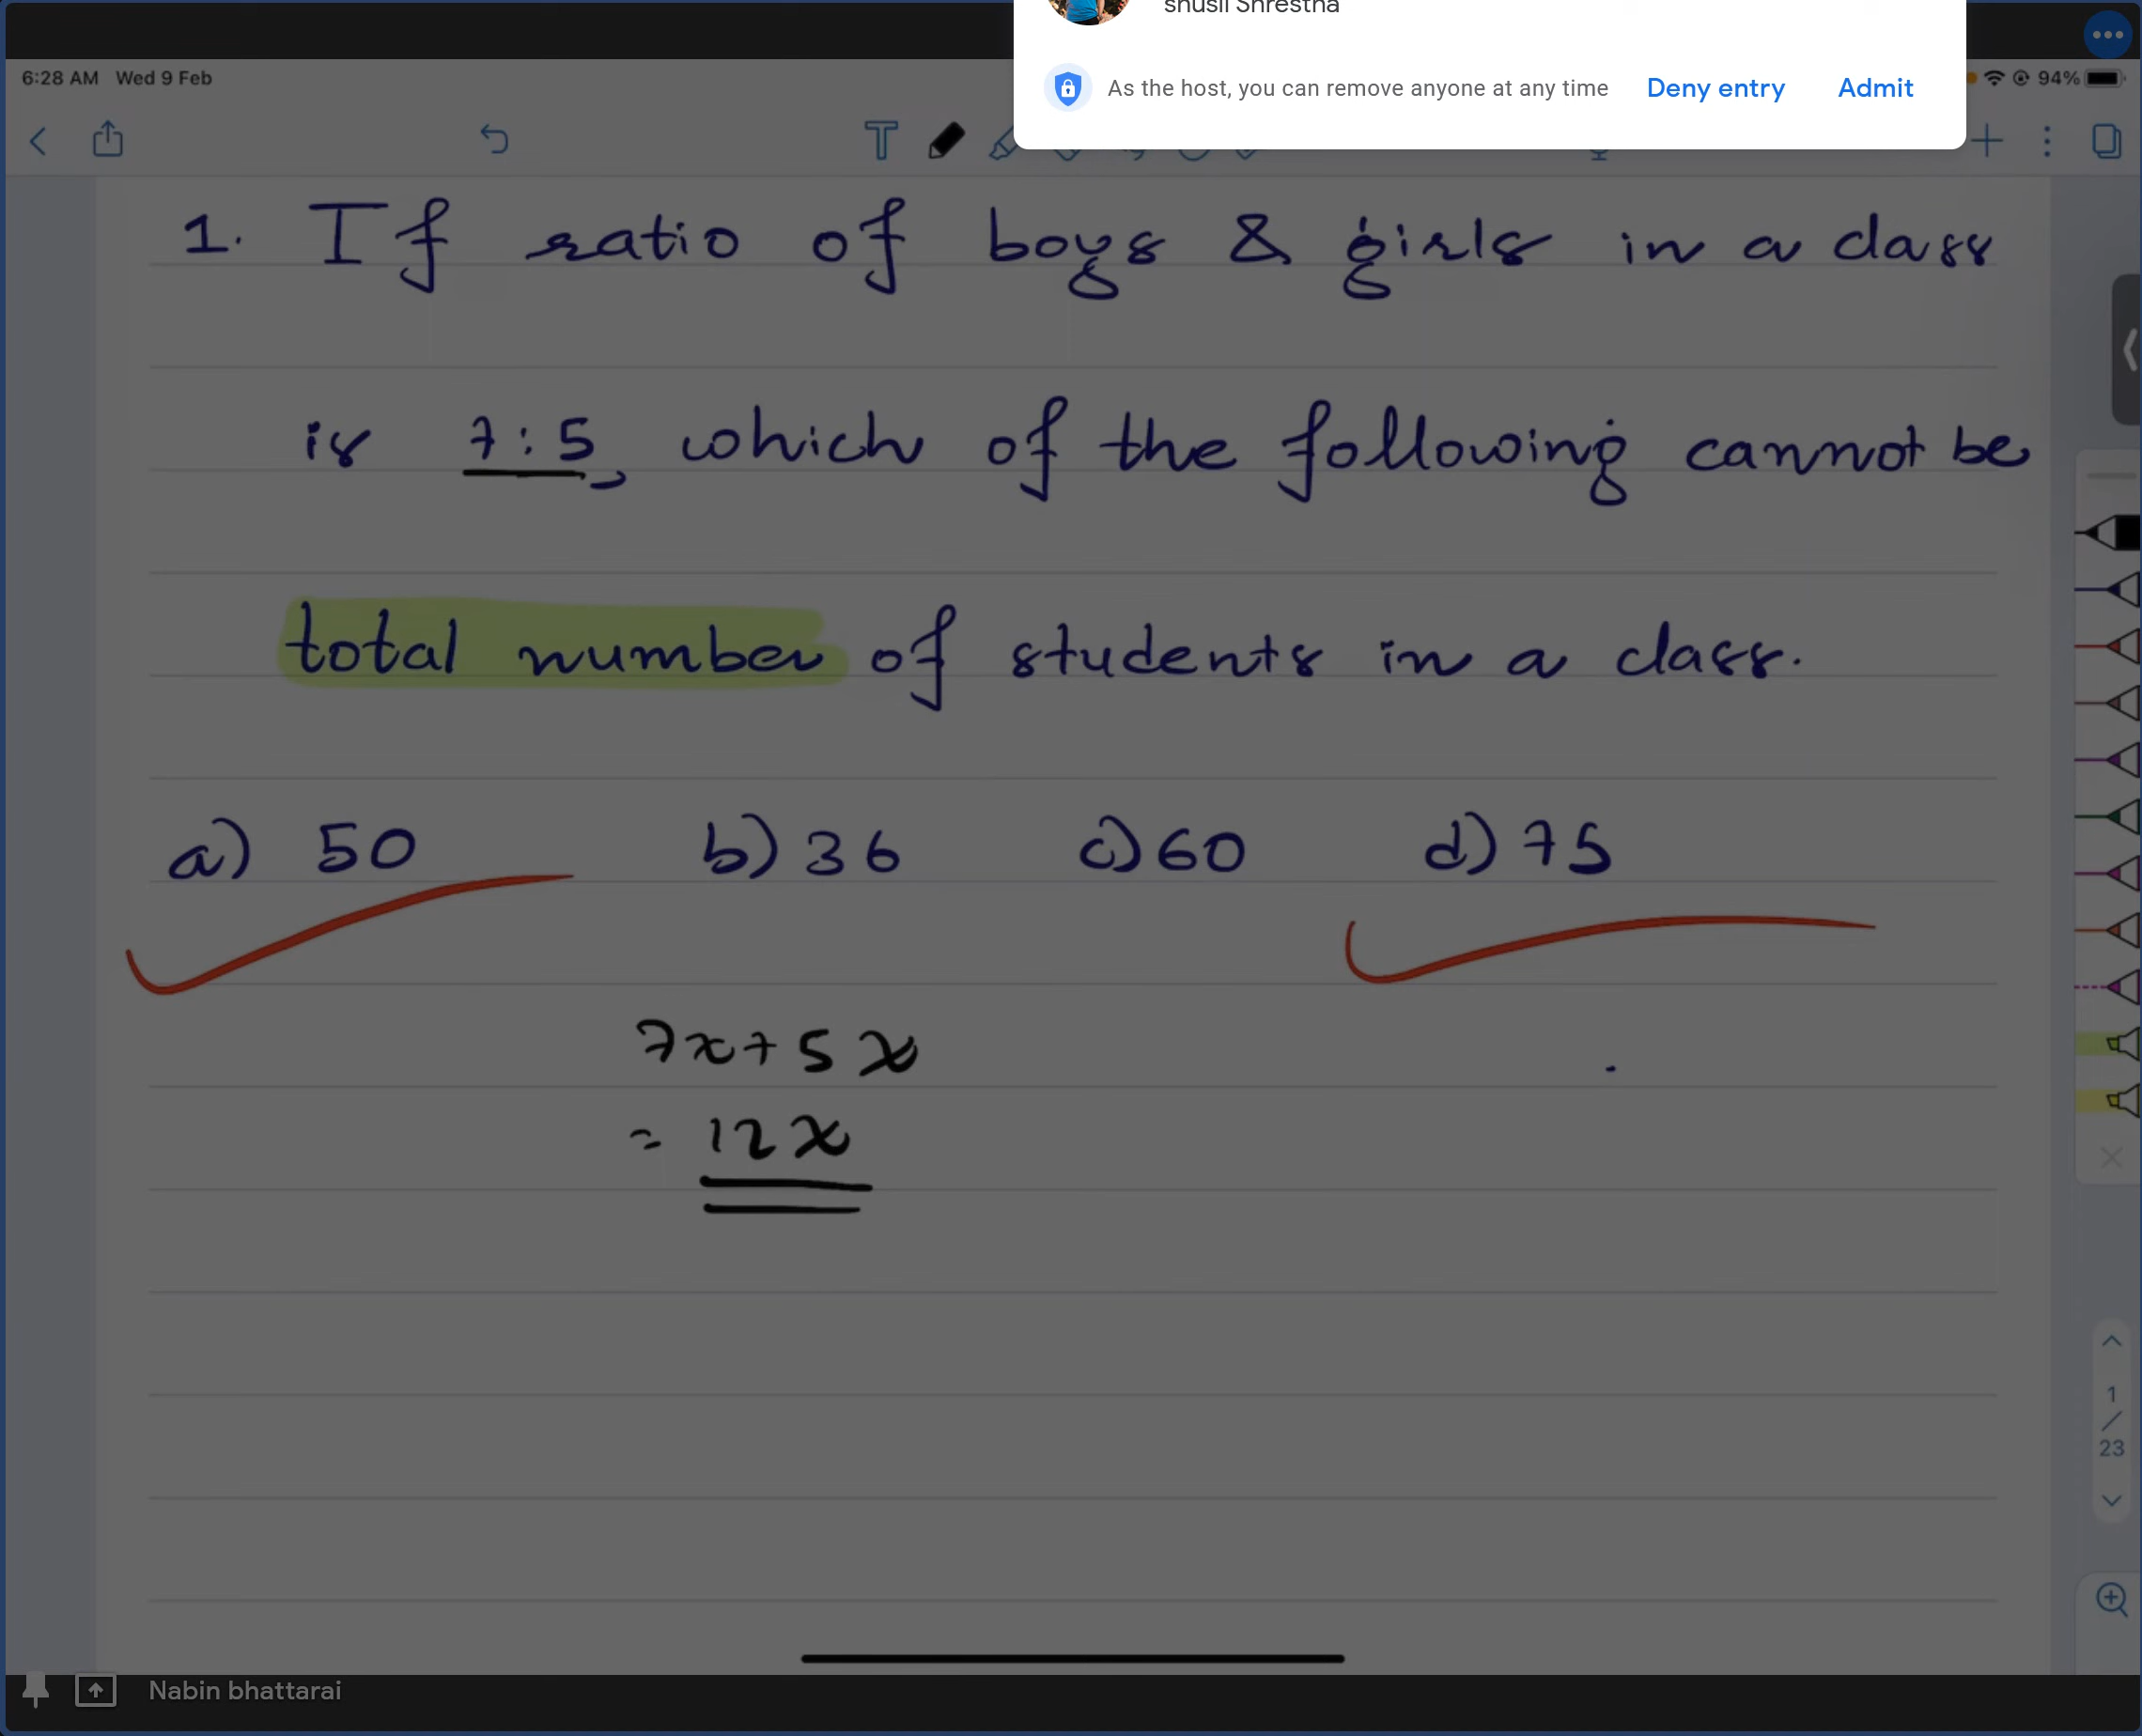 shusil Shrestha
As the host, you can remove anyone at any time Deny entry Admit
6:28 AM Wed 9 Feb
94%
1. If ratio of boys & girls in a class
is 7:5, which of the following cannot be
total number of students in a class.
a) 50 b) 36 c) 60 d) 75
7x+5x
= 12x
1
/
23
Nabin bhattarai